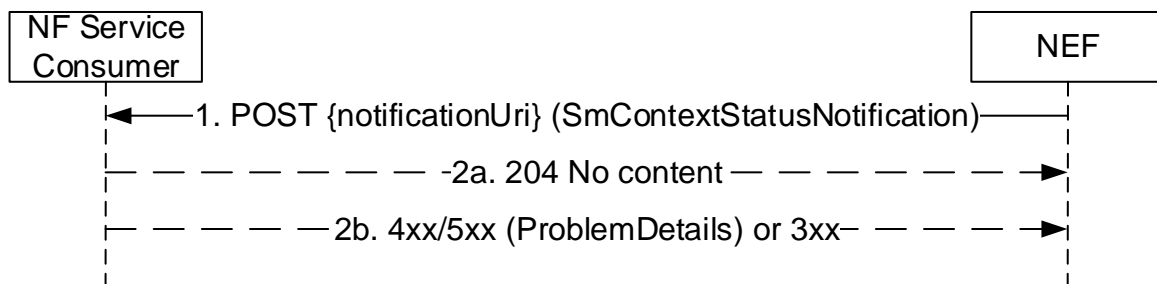 NF Service
Consumer
NEF
1. POST {notificationUri} (SmContextStatusNotification)
2a. 204 No content
2b. 4xx/5xx (ProblemDetails) or 3xx